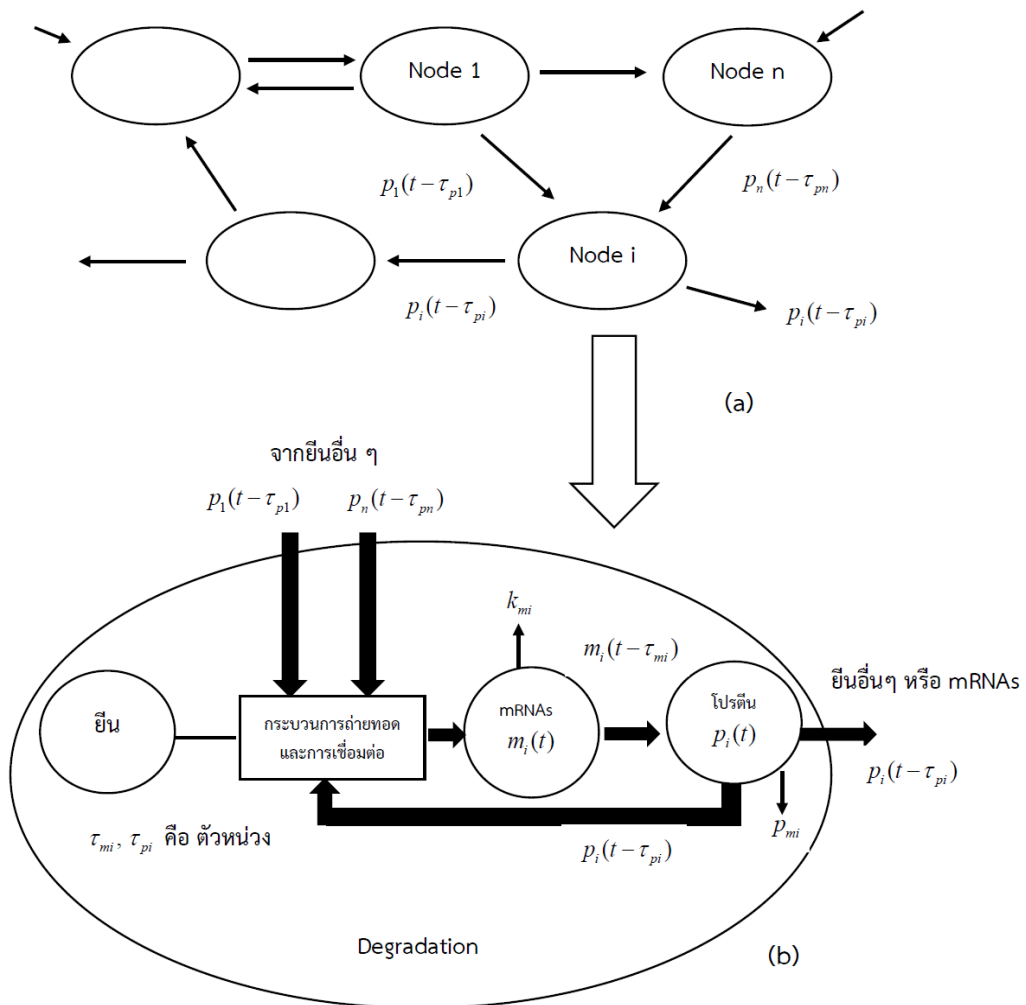 Node 1
Node n
p₁(t − τₚ₁)
pₙ(t − τₚₙ)
Node i
pᵢ(t − τₚᵢ)
pᵢ(t − τₚᵢ)
(a)
จากยีนอื่น ๆ
p₁(t − τₚ₁)
pₙ(t − τₚₙ)
kₘᵢ
mᵢ(t − τₘᵢ)
ยีนอื่นๆ หรือ mRNAs
ยีน
กระบวนการถ่ายทอด
และการเชื่อมต่อ
mRNAs
mᵢ(t)
โปรตีน
pᵢ(t)
pᵢ(t − τₚᵢ)
pₘᵢ
τₘᵢ, τₚᵢ คือ ตัวหน่วง
pᵢ(t − τₚᵢ)
Degradation
(b)